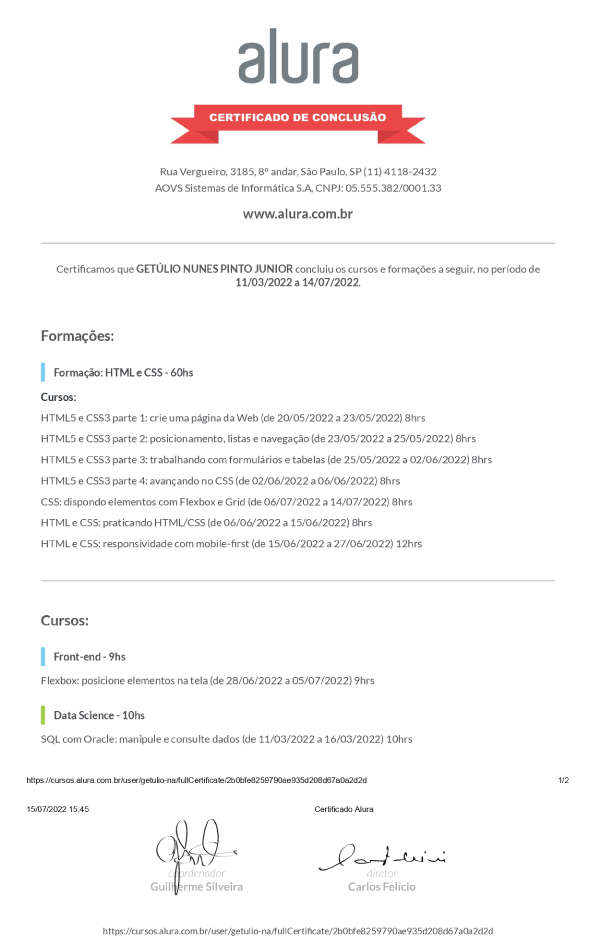 alura
CERTIFICADO DE CONCLUSÃO
Rua Vergueiro, 3185, 8º andar, São Paulo, SP (11) 4118-2432
AOVS Sistemas de Informática S.A, CNPJ: 05.555.382/0001.33
www.alura.com.br
Certificamos que GETÚLIO NUNES PINTO JUNIOR concluiu os cursos e formações a seguir, no período de
11/03/2022 a 14/07/2022.
Formações:
Formação: HTML e CSS - 60hs
Cursos:
HTML5 e CSS3 parte 1: crie uma página da Web (de 20/05/2022 a 23/05/2022) 8hrs
HTML5 e CSS3 parte 2: posicionamento, listas e navegação (de 23/05/2022 a 25/05/2022) 8hrs
HTML5 e CSS3 parte 3: trabalhando com formulários e tabelas (de 25/05/2022 a 02/06/2022) 8hrs
HTML5 e CSS3 parte 4: avançando no CSS (de 02/06/2022 a 06/06/2022) 8hrs
CSS: dispondo elementos com Flexbox e Grid (de 06/07/2022 a 14/07/2022) 8hrs
HTML e CSS: praticando HTML/CSS (de 06/06/2022 a 15/06/2022) 8hrs
HTML e CSS: responsividade com mobile-first (de 15/06/2022 a 27/06/2022) 12hrs
Cursos:
Front-end - 9hs
Flexbox: posicione elementos na tela (de 28/06/2022 a 05/07/2022) 9hrs
Data Science - 10hs
SQL com Oracle: manipule e consulte dados (de 11/03/2022 a 16/03/2022) 10hrs
https://cursos.alura.com.br/user/getulio-na/fullCertificate/2b0bfe8259790ae935d208d67a0a2d2d 1/2
15/07/2022 15:45 Certificado Alura
coordenador diretor
Guilherme Silveira Carlos Felício
https://cursos.alura.com.br/user/getulio-na/fullCertificate/2b0bfe8259790ae935d208d67a0a2d2d